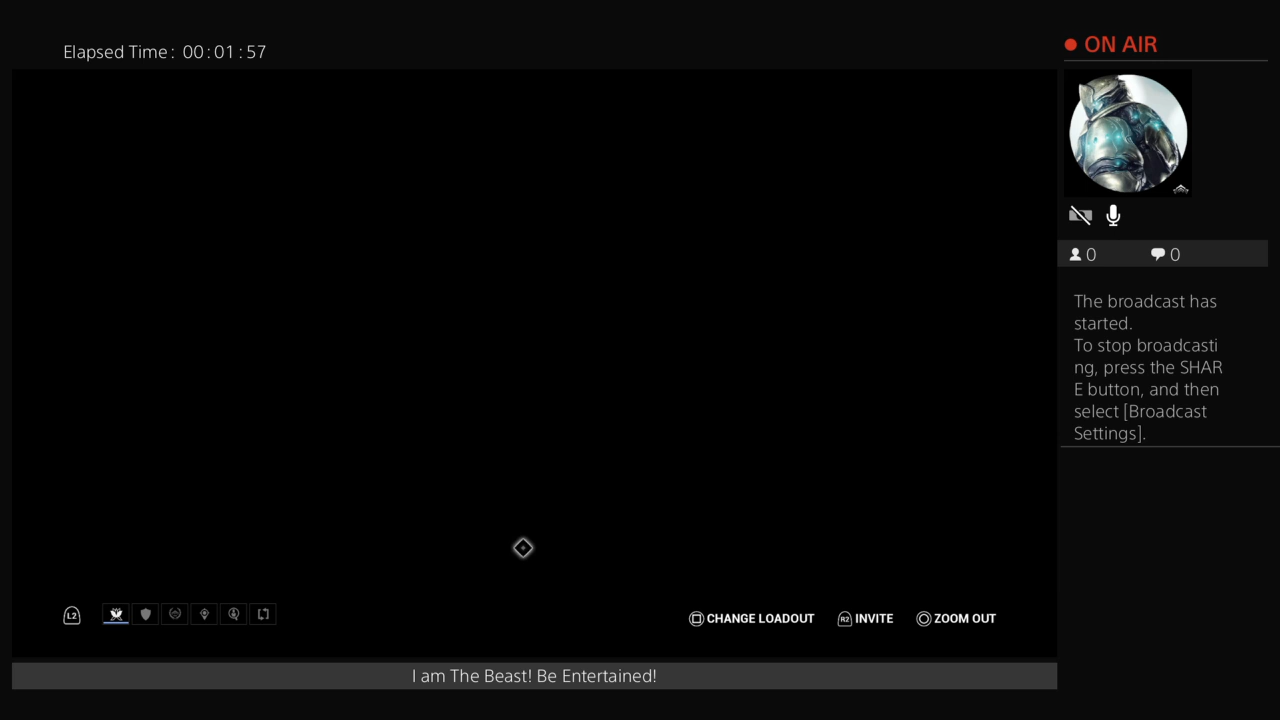 Elapsed Time: 00:01:57
ON AIR
0 0
The broadcast has
started.
To stop broadcasti
ng, press the SHAR
E button, and then
select [Broadcast
Settings].
L2
CHANGE LOADOUT R2 INVITE ZOOM OUT
I am The Beast! Be Entertained!